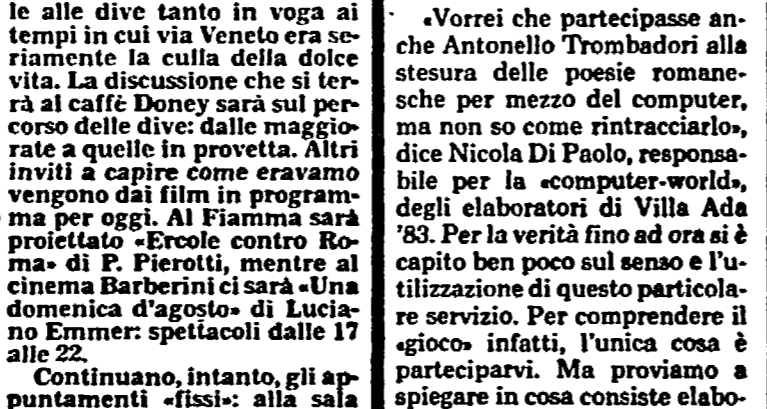 le alle dive tanto in voga ai
tempi in cui via Veneto era se-
riamente la culla della dolce
vita. La discussione che si ter-
rà al caffè Doney sarà sul per-
corso delle dive: dalle maggio-
rate a quelle in provetta. Altri
inviti a capire come eravamo
vengono dai film in program-
ma per oggi. Al Fiamma sarà
proiettato «Ercole contro Ro-
ma» di P. Pierotti, mentre al
cinema Barberini ci sarà «Una
domenica d'agosto» di Lucia-
no Emmer: spettacoli dalle 17
alle 22.
Continuano, intanto, gli ap-
puntamenti «fissi»: alla sala
«Vorrei che partecipasse an-
che Antonello Trombadori alla
stesura delle poesie romane-
sche per mezzo del computer,
ma non so come rintracciarlo»,
dice Nicola Di Paolo, responsa-
bile per la «computer-world»,
degli elaboratori di Villa Ada
'83. Per la verità fino ad ora si è
capito ben poco sul senso e l'u-
tilizzazione di questo particola-
re servizio. Per comprendere il
«gioco» infatti, l'unica cosa è
parteciparvi. Ma proviamo a
spiegare in cosa consiste elabo-